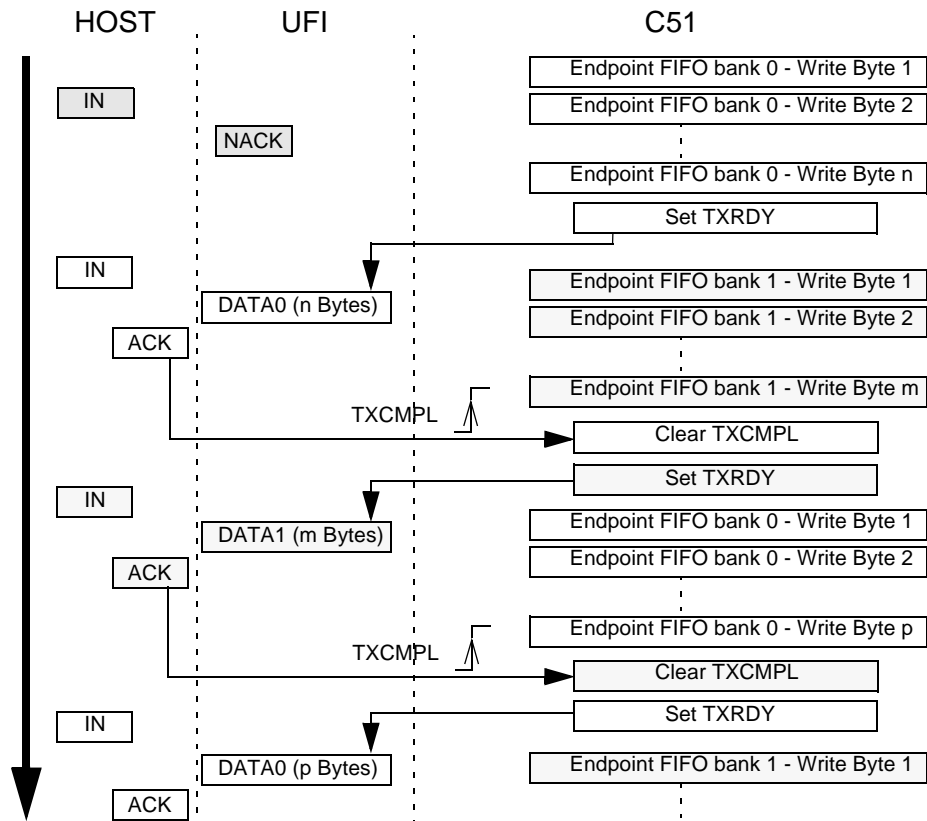 HOST UFI C51
Endpoint FIFO bank 0 - Write Byte 1
IN
Endpoint FIFO bank 0 - Write Byte 2
NACK
Endpoint FIFO bank 0 - Write Byte n
Set TXRDY
IN
Endpoint FIFO bank 1 - Write Byte 1
DATA0 (n Bytes)
Endpoint FIFO bank 1 - Write Byte 2
ACK
Endpoint FIFO bank 1 - Write Byte m
TXCMPL
Clear TXCMPL
Set TXRDY
IN
Endpoint FIFO bank 0 - Write Byte 1
DATA1 (m Bytes)
Endpoint FIFO bank 0 - Write Byte 2
ACK
Endpoint FIFO bank 0 - Write Byte p
TXCMPL
Clear TXCMPL
Set TXRDY
IN
DATA0 (p Bytes)
Endpoint FIFO bank 1 - Write Byte 1
ACK